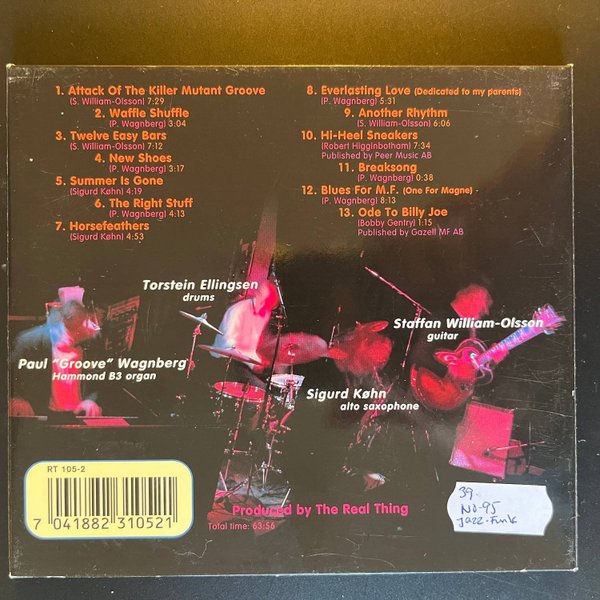 1. Attack Of The Killer Mutant Groove
(S. William-Olsson) 7:29
2. Waffle Shuffle
(P. Wagnberg) 3:04
3. Twelve Easy Bars
(S. William-Olsson) 3:17
4. New Shoes
(P. Wagnberg) 3:12
5. Summer Is Gone
(Sigurd Køhn) 4:19
6. The Right Stuff
(P. Wagnberg) 4:13
7. Horsefeathers
(Sigurd Køhn) 4:53
8. Everlasting Love (Dedicated to my parents)
(P. Wagnberg) 5:31
9. Another Rhythm
(S. William-Olsson) 6:06
10. Hi-Heel Sneakers
(Robert Higginbotham) 7:34
Published by Peer Music AB
11. Breaksong
(P. Wagnberg) 0:38
12. Blues For M.F. (One For Magne)
(P. Wagnberg) 8:13
13. Ode To Billy Joe
(Bobby Gentry) 1:15
Published by Gazell MF AB
Torstein Ellingsen
drums
Staffan William-Olsson
guitar
Paul "Groove" Wagnberg
Hammond B3 organ
Sigurd Køhn
alto saxophone
RT 105-2
7 041882 310521
Produced by The Real Thing
Total time: 63:56
39.-
NO-95
Jazz-Funk